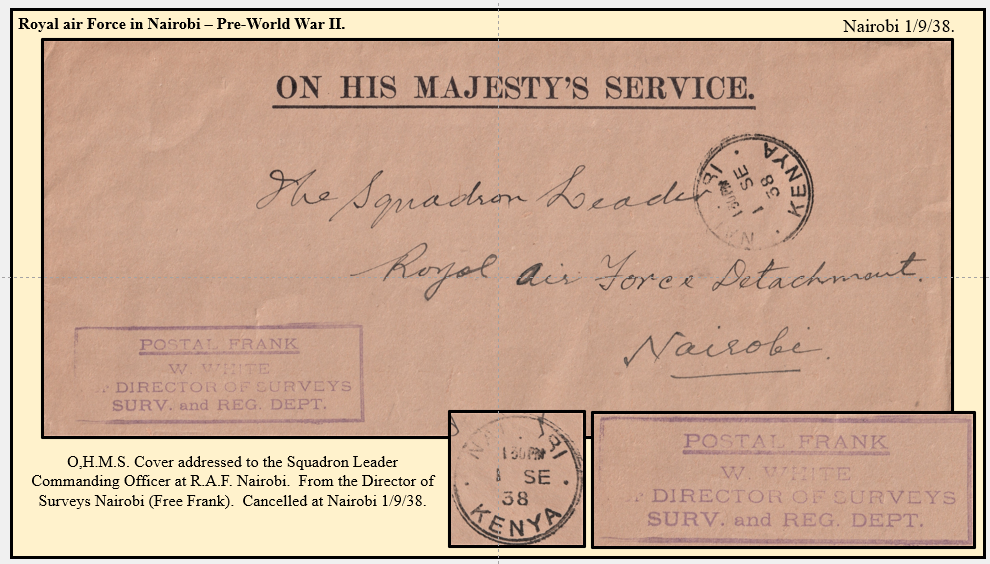 Royal air Force in Nairobi – Pre-World War II.
Nairobi 1/9/38.
ON HIS MAJESTY'S SERVICE.
The Squadron Leader
Royal Air Force Detachment.
Nairobi.
1 30PM
1 SE
38
KENYA
POSTAL FRANK
W. WHITE
DIRECTOR OF SURVEYS
SURV. and REG. DEPT.
O,H.M.S. Cover addressed to the Squadron Leader
Commanding Officer at R.A.F. Nairobi. From the Director of
Surveys Nairobi (Free Frank). Cancelled at Nairobi 1/9/38.
1 30PM
1 SE
38
KENYA
POSTAL FRANK
W. WHITE
DIRECTOR OF SURVEYS
SURV. and REG. DEPT.